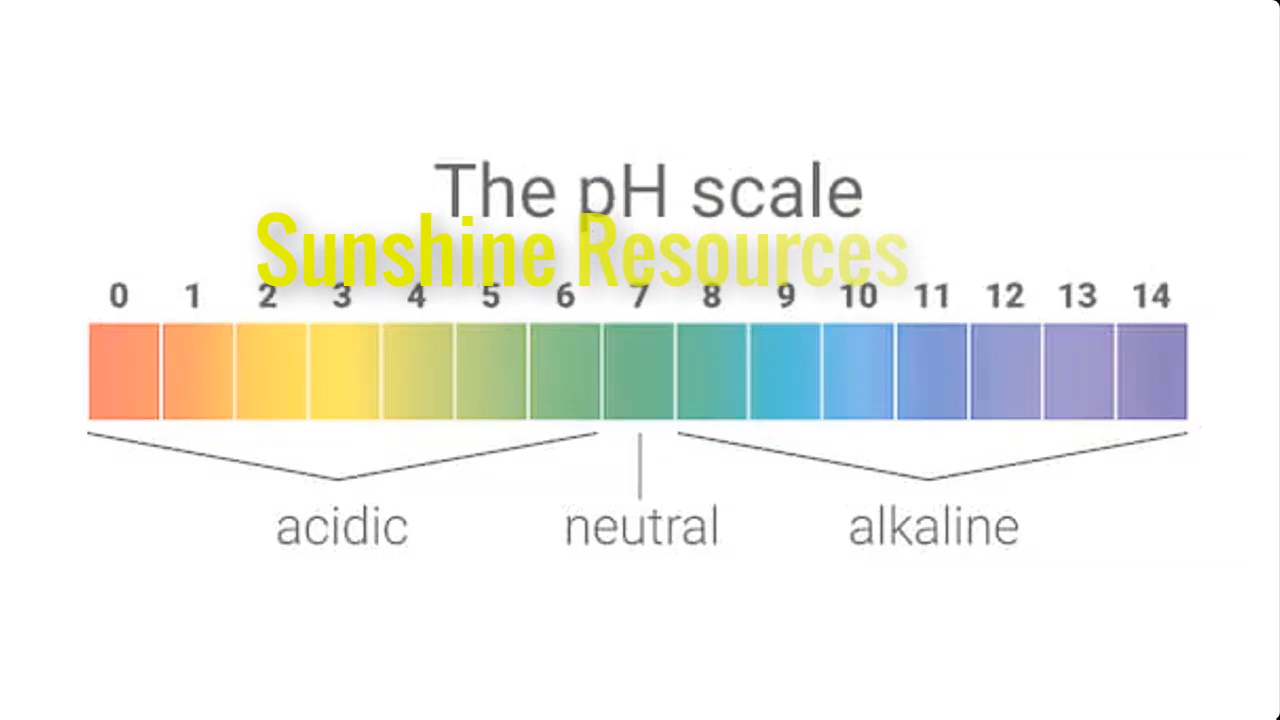 The pH scale
Sunshine Resources
0 1 2 3 4 5 6 7 8 9 10 11 12 13 14
acidic neutral alkaline